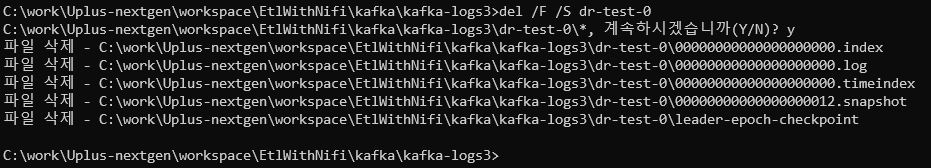 C:\work\Uplus-nextgen\workspace\EtlWithNifi\kafka\kafka-logs3>del /F /S dr-test-0
C:\work\Uplus-nextgen\workspace\EtlWithNifi\kafka\kafka-logs3\dr-test-0\*, 계속하시겠습니까(Y/N)? y
파일 삭제 - C:\work\Uplus-nextgen\workspace\EtlWithNifi\kafka\kafka-logs3\dr-test-0\00000000000000000000.index
파일 삭제 - C:\work\Uplus-nextgen\workspace\EtlWithNifi\kafka\kafka-logs3\dr-test-0\00000000000000000000.log
파일 삭제 - C:\work\Uplus-nextgen\workspace\EtlWithNifi\kafka\kafka-logs3\dr-test-0\00000000000000000000.timeindex
파일 삭제 - C:\work\Uplus-nextgen\workspace\EtlWithNifi\kafka\kafka-logs3\dr-test-0\00000000000000000012.snapshot
파일 삭제 - C:\work\Uplus-nextgen\workspace\EtlWithNifi\kafka\kafka-logs3\dr-test-0\leader-epoch-checkpoint
C:\work\Uplus-nextgen\workspace\EtlWithNifi\kafka\kafka-logs3>